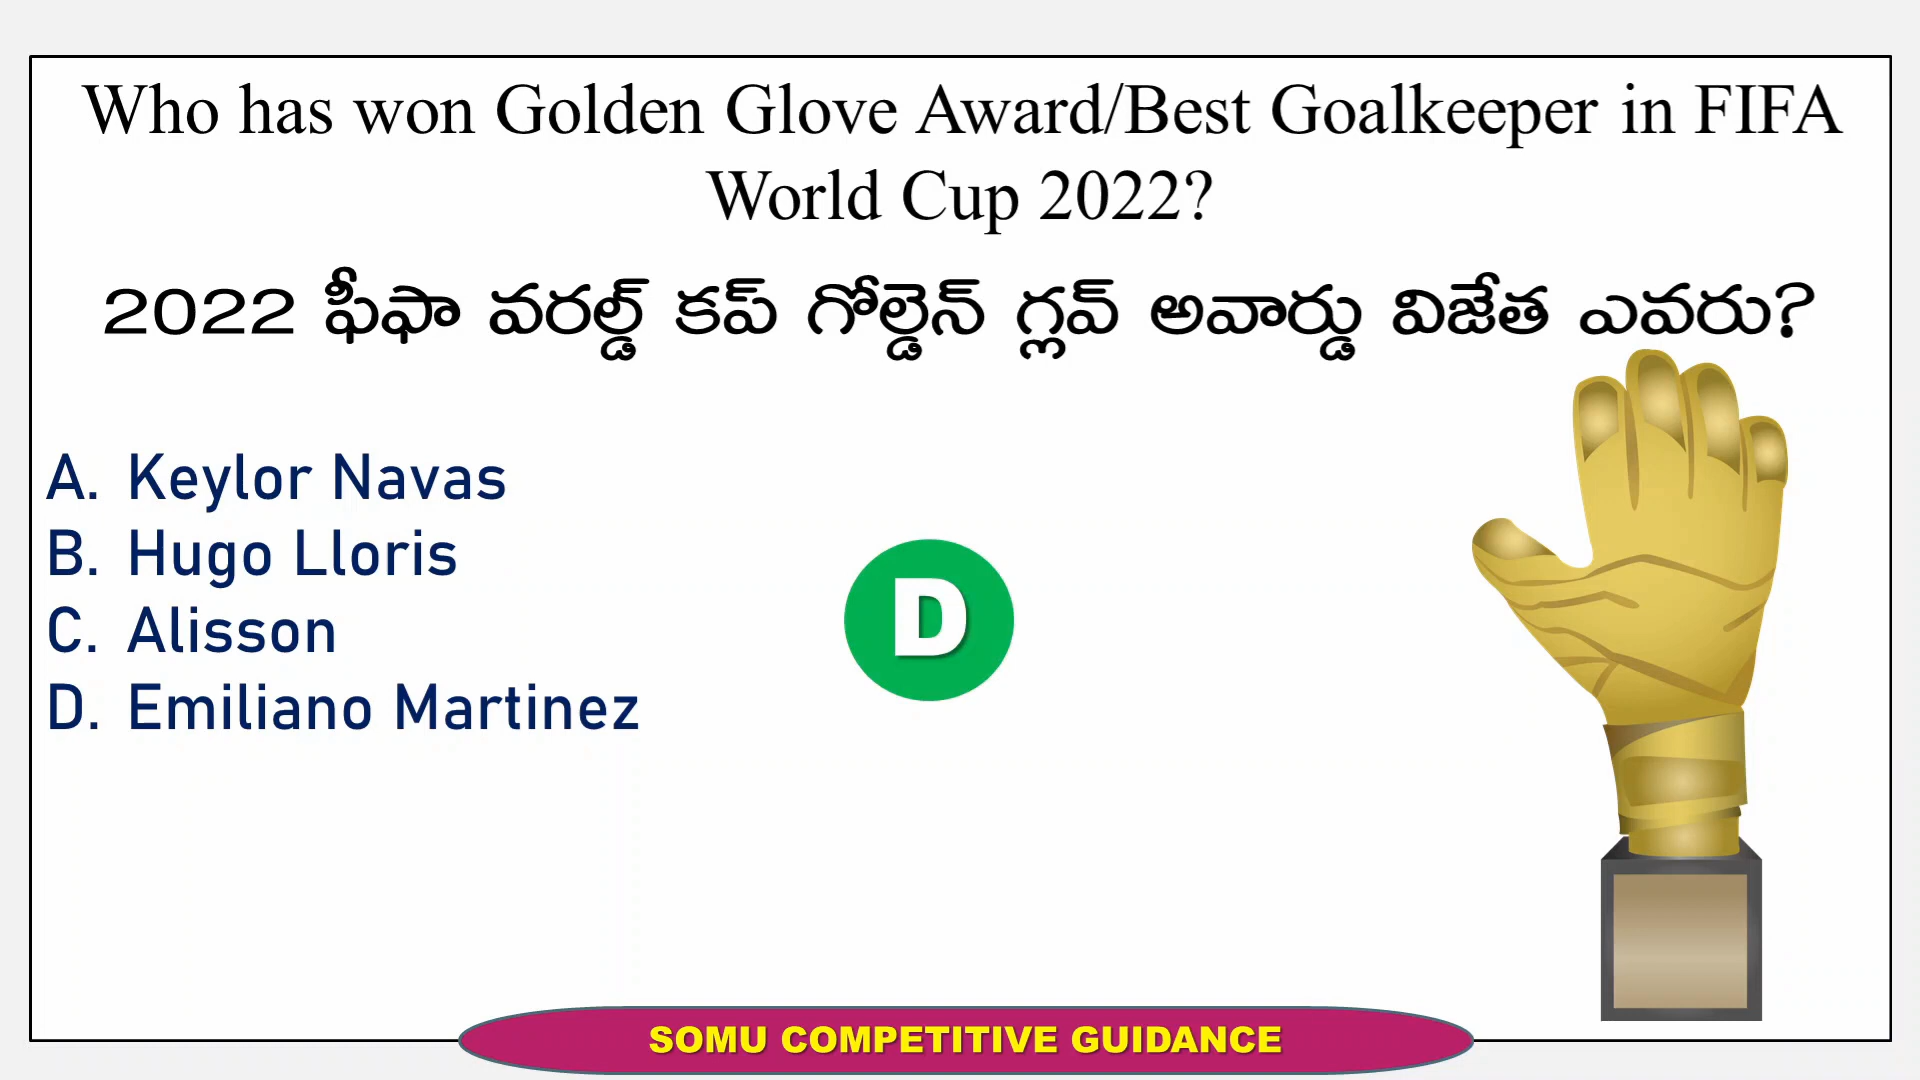 Who has won Golden Glove Award/Best Goalkeeper in FIFA
World Cup 2022?
2022 ఫీఫా వరల్డ్ కప్ గోల్డెన్ గ్లవ్ అవార్డు విజేత ఎవరు?
A. Keylor Navas
B. Hugo Lloris
C. Alisson
D. Emiliano Martinez
D
SOMU COMPETITIVE GUIDANCE